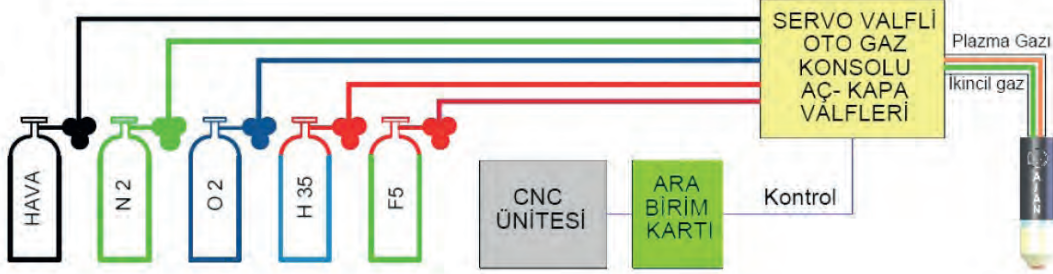 SERVO VALFLİ
OTO GAZ
KONSOLU
AÇ- KAPA
VALFLERİ
Plazma Gazı
İkincil gaz
HAVA
N 2
O 2
H 35
F5
CNC
ÜNİTESİ
ARA
BİRİM
KARTI
Kontrol
AJAN